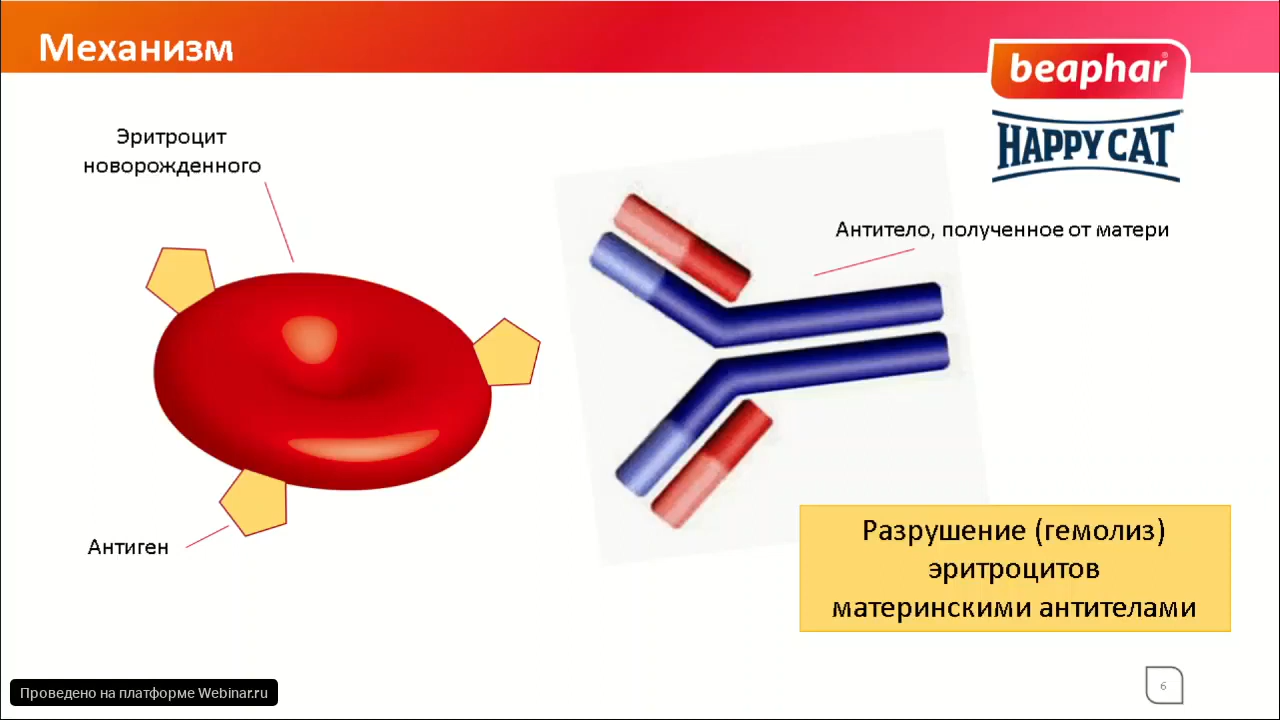 Механизм
beaphar
HAPPY CAT
Эритроцит
новорожденного
Антитело, полученное от матери
Антиген
Разрушение (гемолиз)
эритроцитов
материнскими антителами
Проведено на платформе Webinar.ru
6